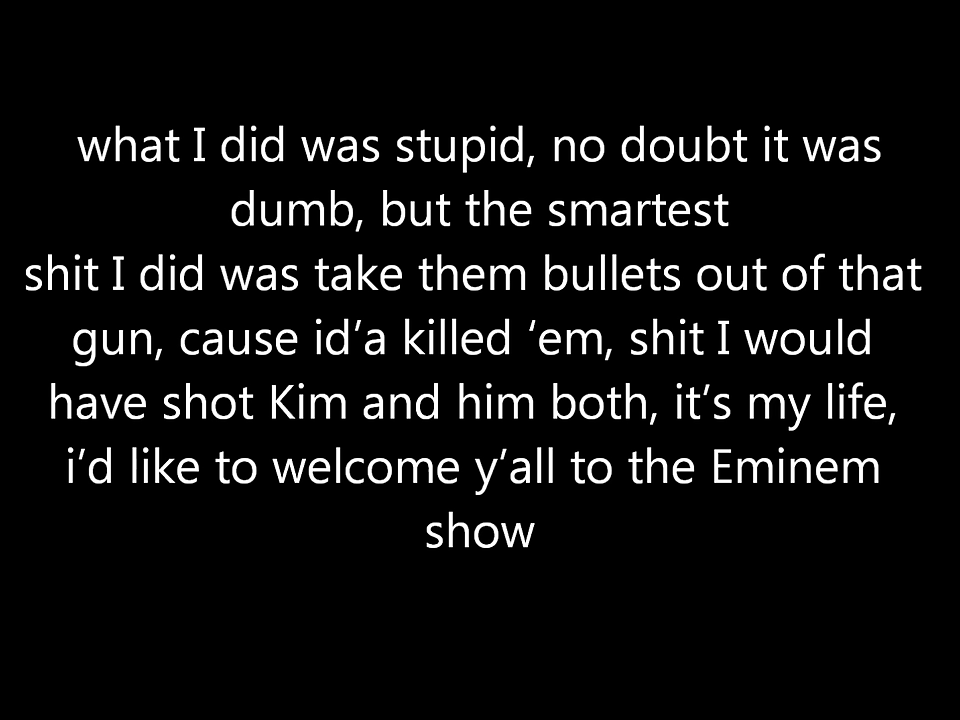 what I did was stupid, no doubt it was
dumb, but the smartest
shit I did was take them bullets out of that
gun, cause id’a killed ‘em, shit I would
have shot Kim and him both, it’s my life,
i’d like to welcome y’all to the Eminem
show